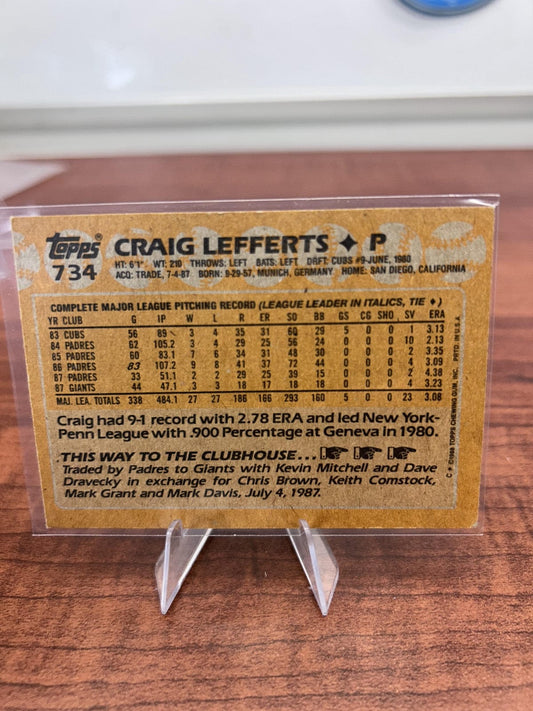 Topps® CRAIG LEFFERTS ♦ P
734 HT: 6'1" WT: 210 THROWS: LEFT BATS: LEFT DRFT: CUBS #9-JUNE, 1980
ACQ: TRADE, 7-4-87 BORN: 9-29-57, MUNICH, GERMANY HOME: SAN DIEGO, CALIFORNIA
COMPLETE MAJOR LEAGUE PITCHING RECORD (LEAGUE LEADER IN ITALICS, TIE ♦)
YR CLUB G IP W L R ER SO BB GS CG SHO SV ERA
83 CUBS 56 89 3 4 35 31 60 29 5 0 0 1 3.13
84 PADRES 62 105.2 3 4 29 25 56 24 0 0 0 10 2.13
85 PADRES 60 83.1 7 6 34 31 48 30 0 0 0 2 3.35
86 PADRES 83 107.2 9 8 41 37 72 44 0 0 0 4 3.09
87 PADRES 33 51.1 2 2 29 25 39 15 0 0 0 2 4.38
87 GIANTS 44 47.1 3 3 18 17 18 18 0 0 0 4 3.23
MAJ. LEA. TOTALS 338 484.1 27 27 186 166 293 160 5 0 0 23 3.08
Craig had 9-1 record with 2.78 ERA and led New York-
Penn League with .900 Percentage at Geneva in 1980.
THIS WAY TO THE CLUBHOUSE...
Traded by Padres to Giants with Kevin Mitchell and Dave
Dravecky in exchange for Chris Brown, Keith Comstock,
Mark Grant and Mark Davis, July 4, 1987.
C * ©1988 TOPPS CHEWING GUM, INC. PRTD. IN U.S.A.